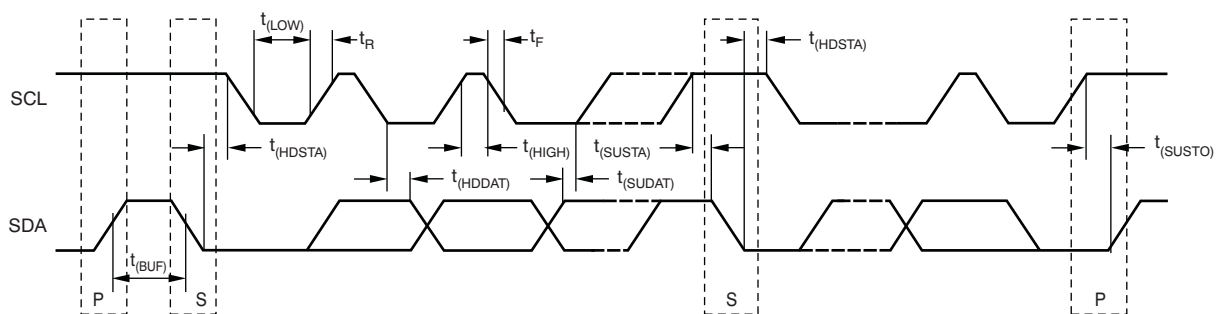 t(LOW)
tR
tF
t(HDSTA)
SCL
t(HDSTA)
t(HIGH)
t(SUSTA)
t(SUSTO)
t(HDDAT)
t(SUDAT)
SDA
t(BUF)
P
S
S
P